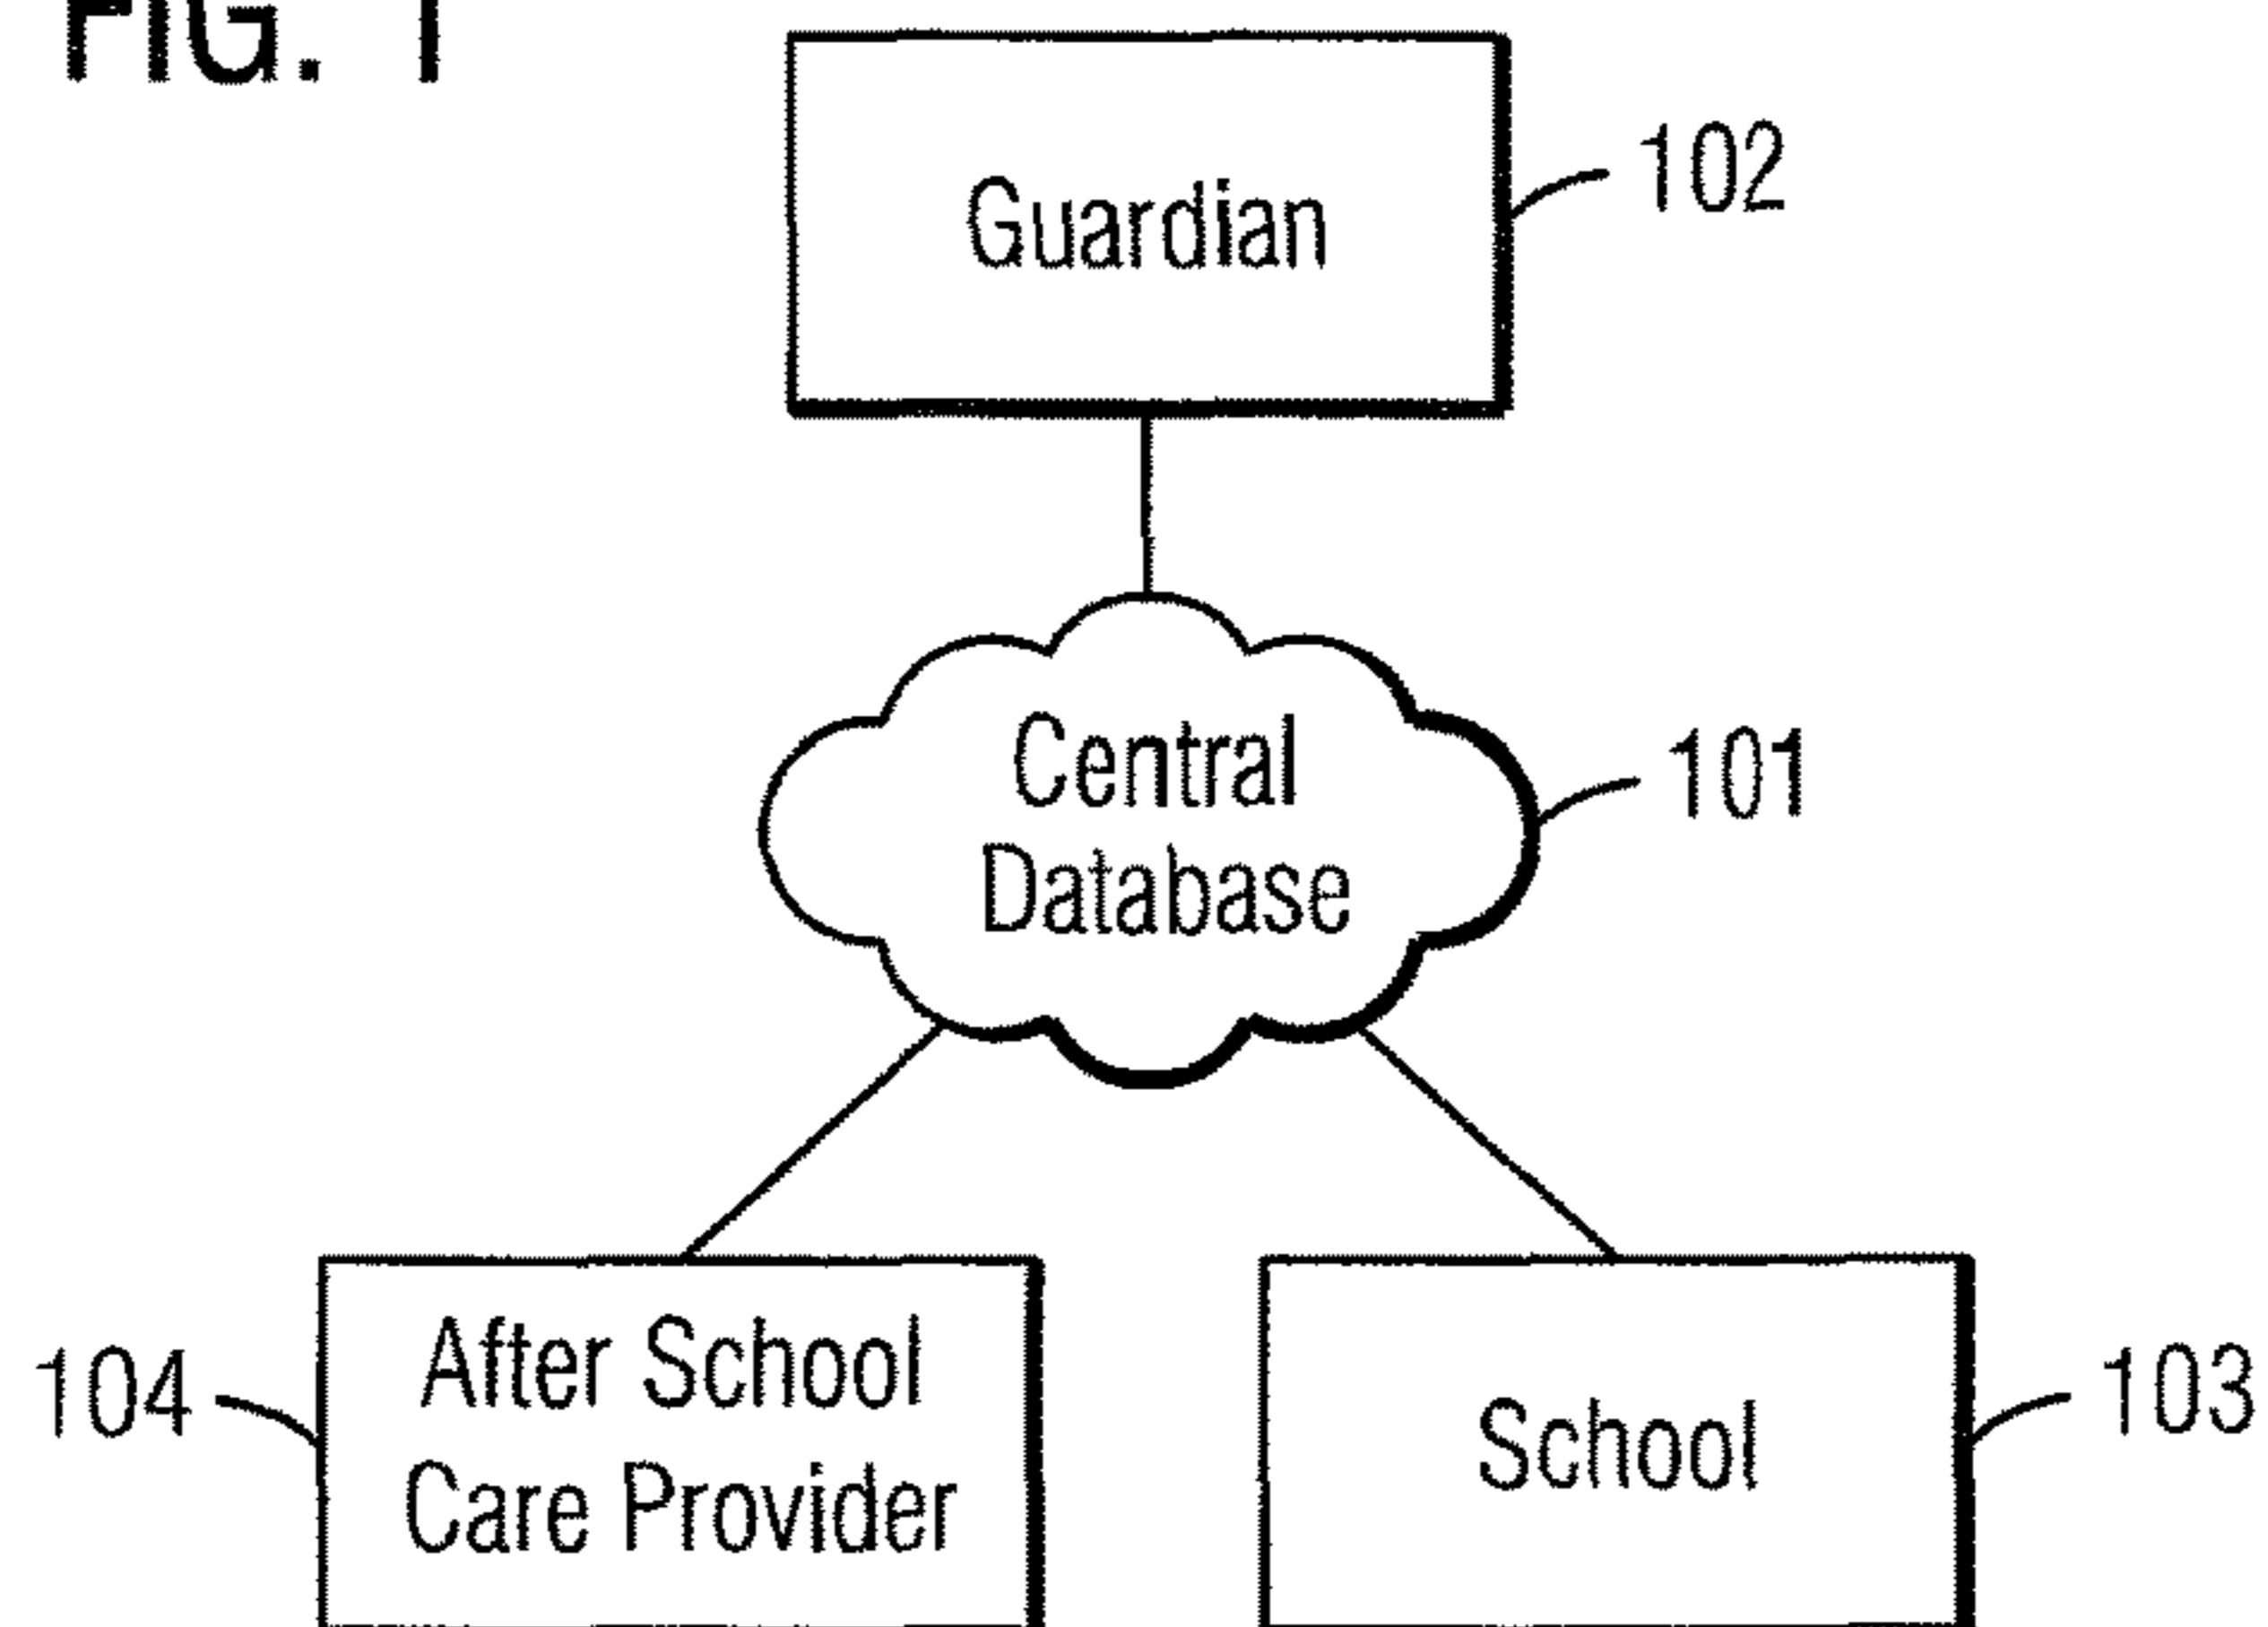 FIG. 1
Guardian
102
Central
Database
101
104
After School
Care Provider
School
103